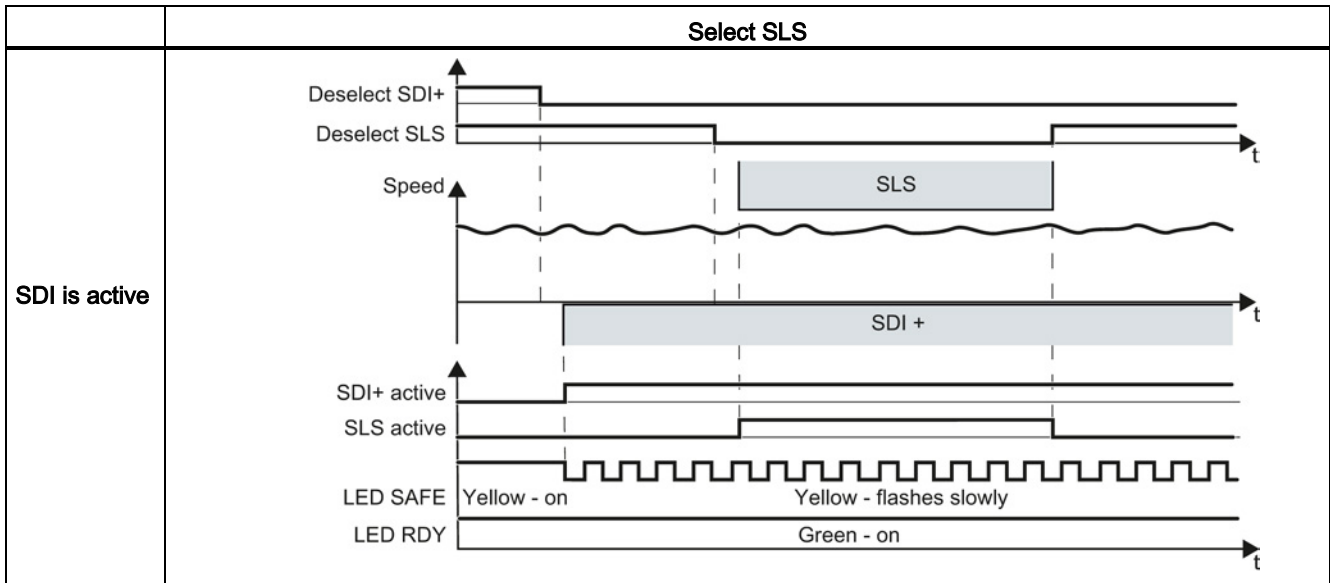 Select SLS
SDI is active
Deselect SDI+
Deselect SLS
t
Speed
SLS
t
SDI +
SDI+ active
SLS active
LED SAFE
Yellow - on
Yellow - flashes slowly
LED RDY
Green - on
t